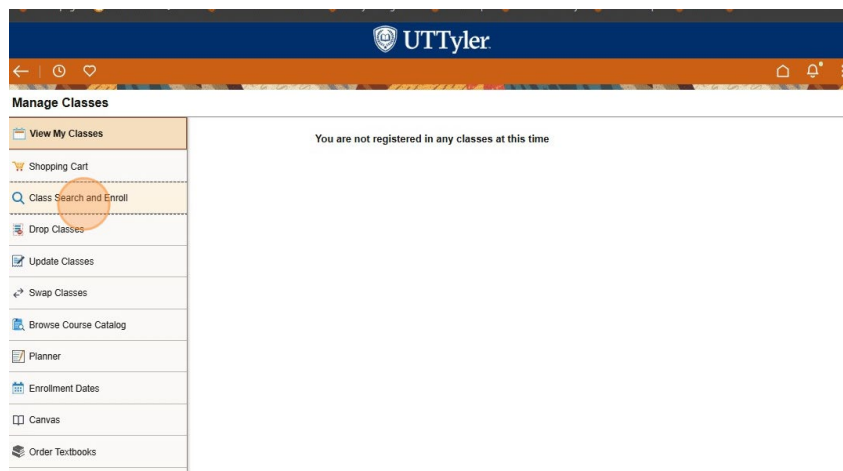 UTTyler
Manage Classes
View My Classes
You are not registered in any classes at this time
Shopping Cart
Class Search and Enroll
Drop Classes
Update Classes
Swap Classes
Browse Course Catalog
Planner
Enrollment Dates
Canvas
Order Textbooks